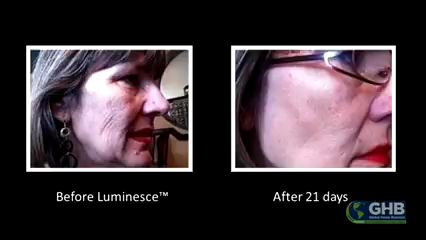 Before Luminesce™
After 21 days
GHB